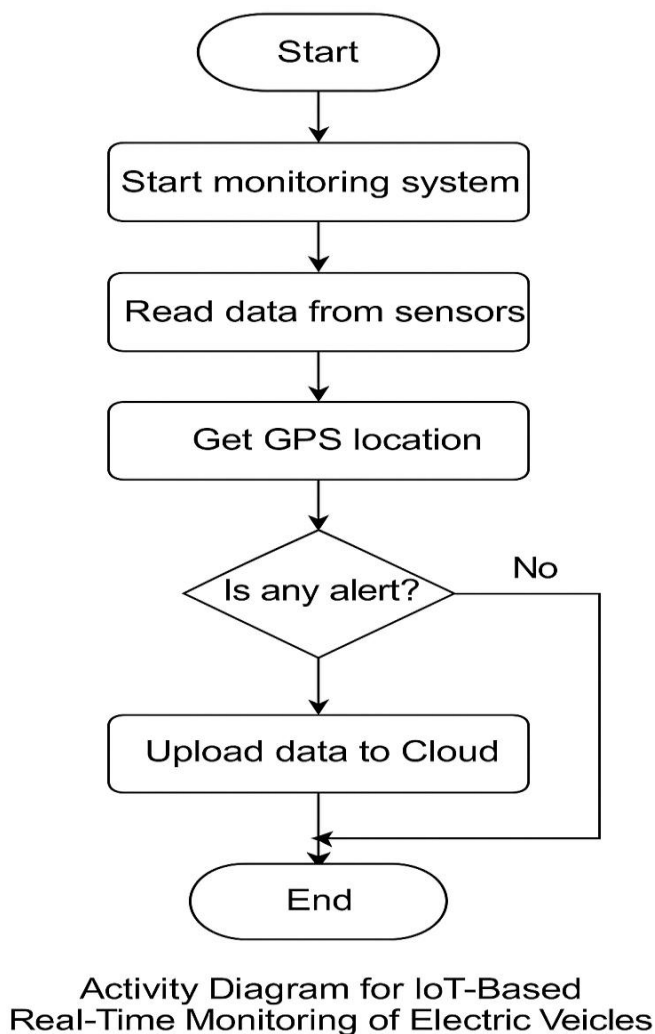 Start
Start monitoring system
Read data from sensors
Get GPS location
Is any alert?
No
Upload data to Cloud
End
Activity Diagram for IoT-Based
Real-Time Monitoring of Electric Veicles